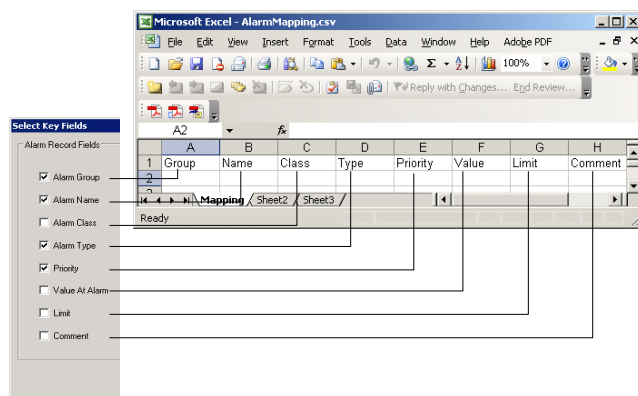 Microsoft Excel - AlarmMapping.csv
File Edit View Insert Format Tools Data Window Help Adobe PDF
100%
Reply with Changes... End Review...
A2 fx
A B C D E F G H
1 Group Name Class Type Priority Value Limit Comment
2
Mapping Sheet2 Sheet3
Ready
Select Key Fields
Alarm Record Fields
Alarm Group
Alarm Name
Alarm Class
Alarm Type
Priority
Value At Alarm
Limit
Comment